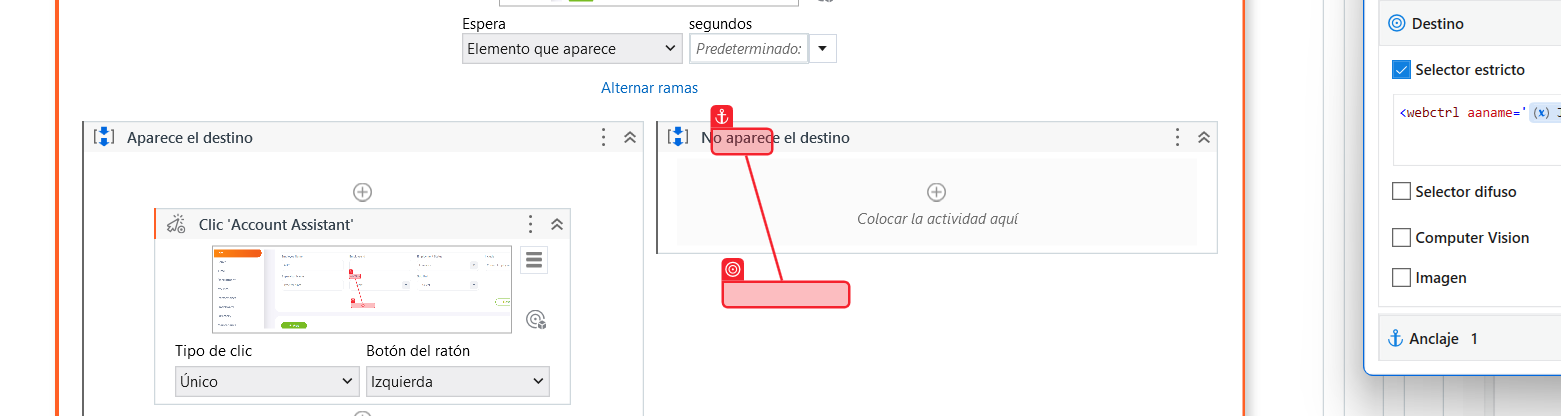 Espera
segundos
Elemento que aparece
Predeterminado:
Alternar ramas
Aparece el destino
No aparece el destino
Clic 'Account Assistant'
Colocar la actividad aquí
Tipo de clic
Botón del ratón
Único
Izquierda
Destino
Selector estricto
<webctrl aaname='(x)
Selector difuso
Computer Vision
Imagen
Anclaje 1